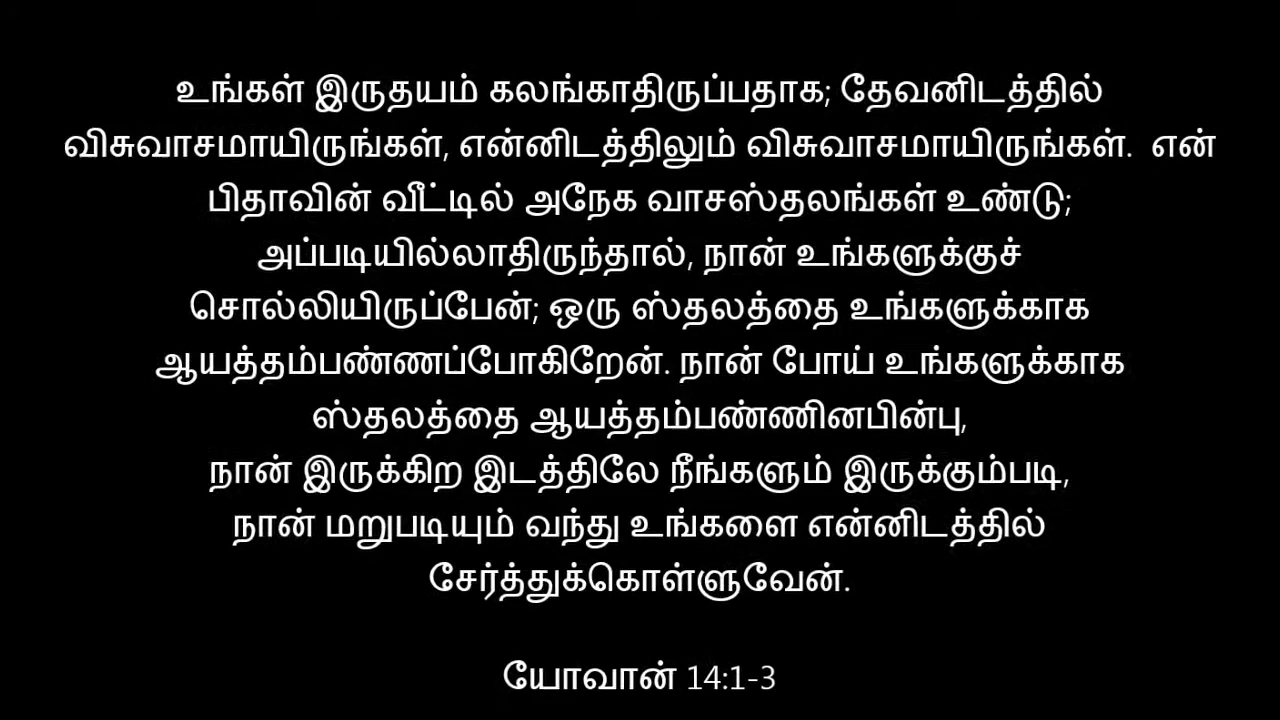 உங்கள் இருதயம் கலங்காதிருப்பதாக; தேவனிடத்தில்
விசுவாசமாயிருங்கள், என்னிடத்திலும் விசுவாசமாயிருங்கள்.  என்
பிதாவின் வீட்டில் அநேக வாசஸ்தலங்கள் உண்டு;
அப்படியில்லாதிருந்தால், நான் உங்களுக்குச்
சொல்லியிருப்பேன்; ஒரு ஸ்தலத்தை உங்களுக்காக
ஆயத்தம்பண்ணப்போகிறேன். நான் போய் உங்களுக்காக
ஸ்தலத்தை ஆயத்தம்பண்ணினபின்பு,
நான் இருக்கிற இடத்திலே நீங்களும் இருக்கும்படி,
நான் மறுபடியும் வந்து உங்களை என்னிடத்தில்
சேர்த்துக்கொள்ளுவேன்.
யோவான் 14:1-3